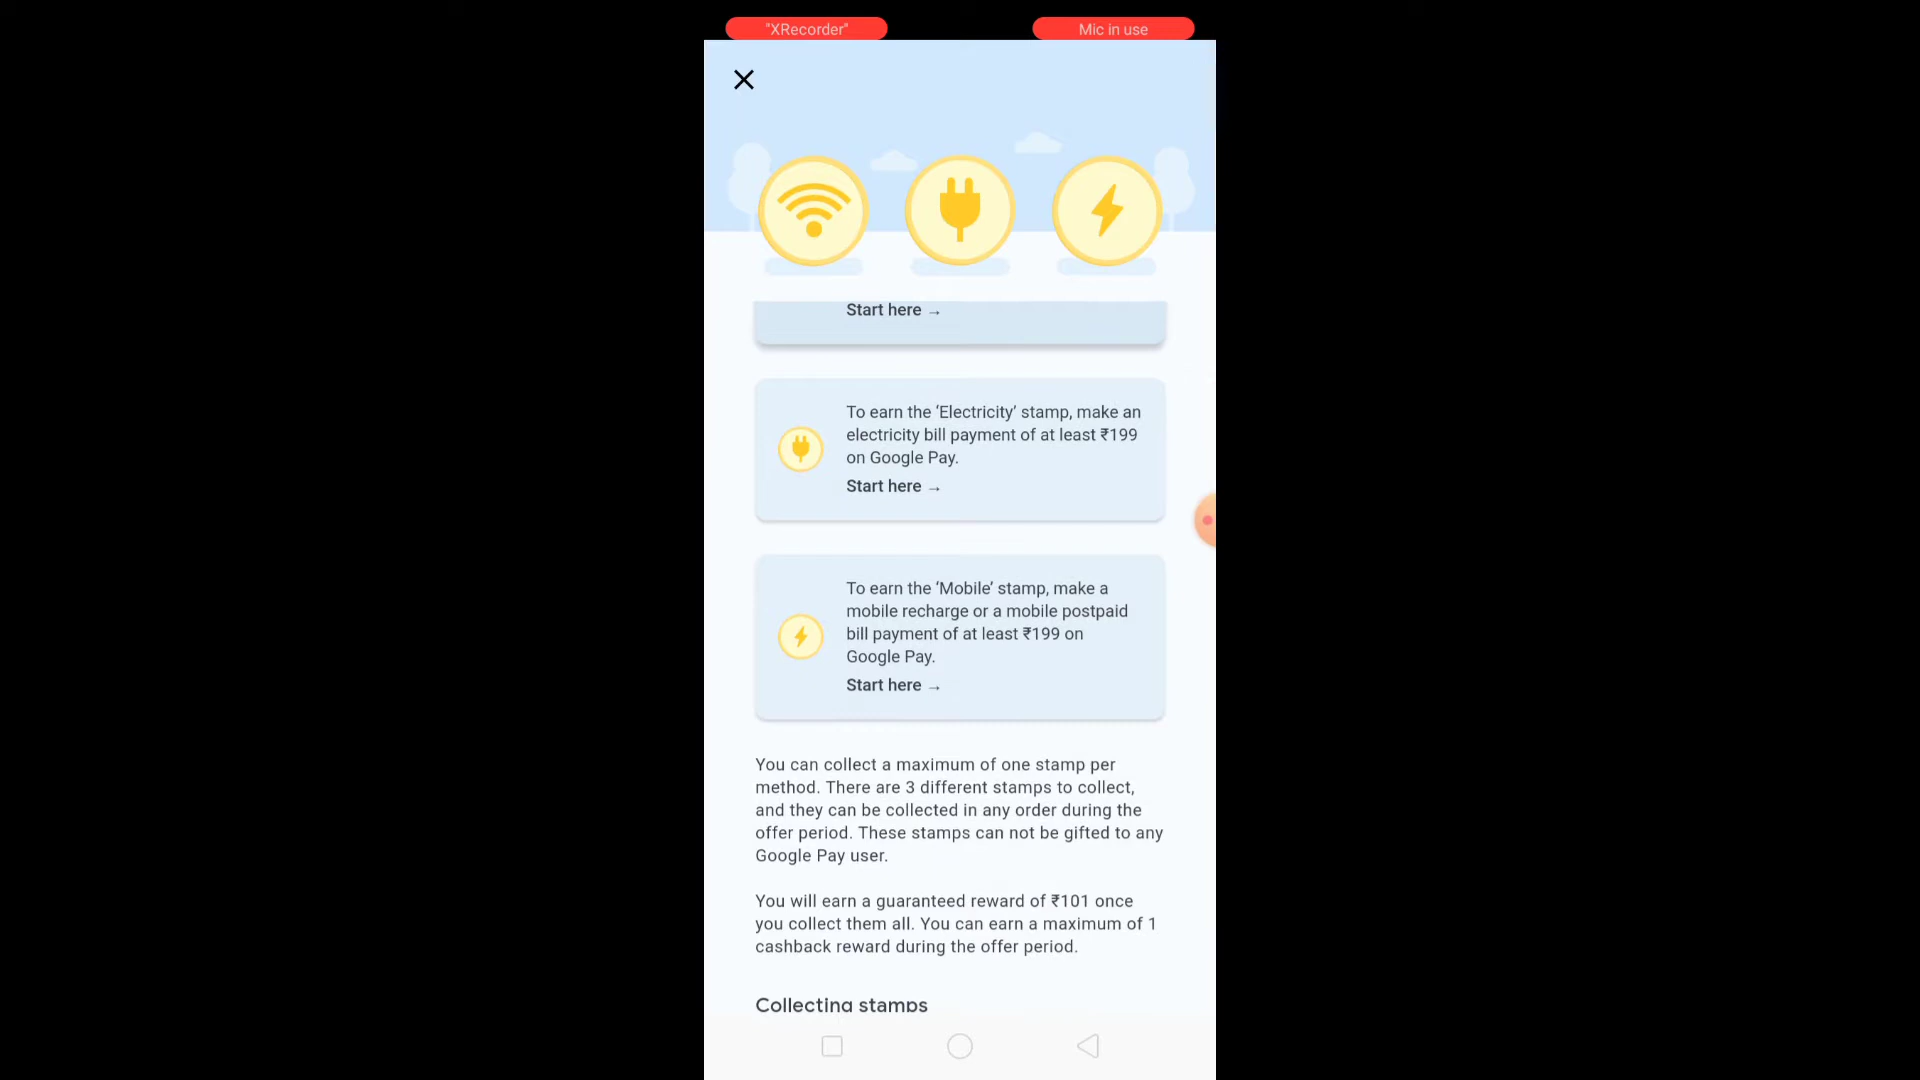 "XRecorder"
Mic in use
Start here →
To earn the ‘Electricity’ stamp, make an
electricity bill payment of at least ₹199
on Google Pay.
Start here →
To earn the ‘Mobile’ stamp, make a
mobile recharge or a mobile postpaid
bill payment of at least ₹199 on
Google Pay.
Start here →
You can collect a maximum of one stamp per
method. There are 3 different stamps to collect,
and they can be collected in any order during the
offer period. These stamps can not be gifted to any
Google Pay user.
You will earn a guaranteed reward of ₹101 once
you collect them all. You can earn a maximum of 1
cashback reward during the offer period.
Collecting stamps